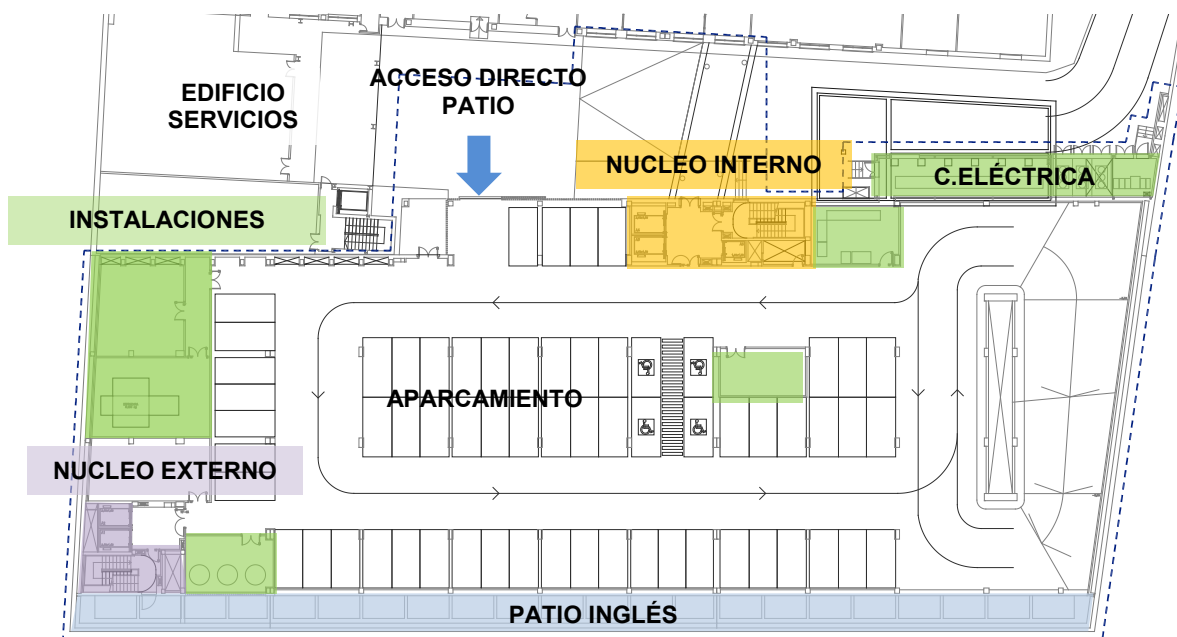 EDIFICIO
SERVICIOS
ACCESO DIRECTO
PATIO
NUCLEO INTERNO
C.ELÉCTRICA
INSTALACIONES
APARCAMIENTO
NUCLEO EXTERNO
PATIO INGLÉS